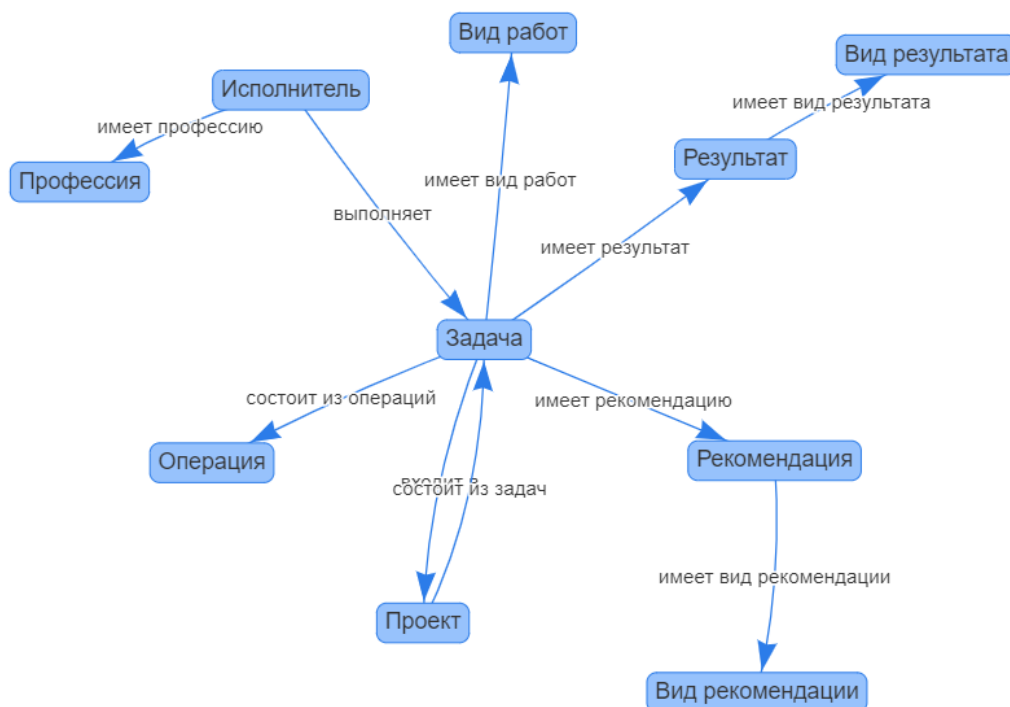 Вид работ
Вид результата
Исполнитель
имеет вид результата
имеет профессию
Результат
Профессия
имеет вид работ
выполняет
имеет результат
Задача
состоит из операций
имеет рекомендацию
Операция
Рекомендация
состоит из задач
имеет вид рекомендации
Проект
Вид рекомендации